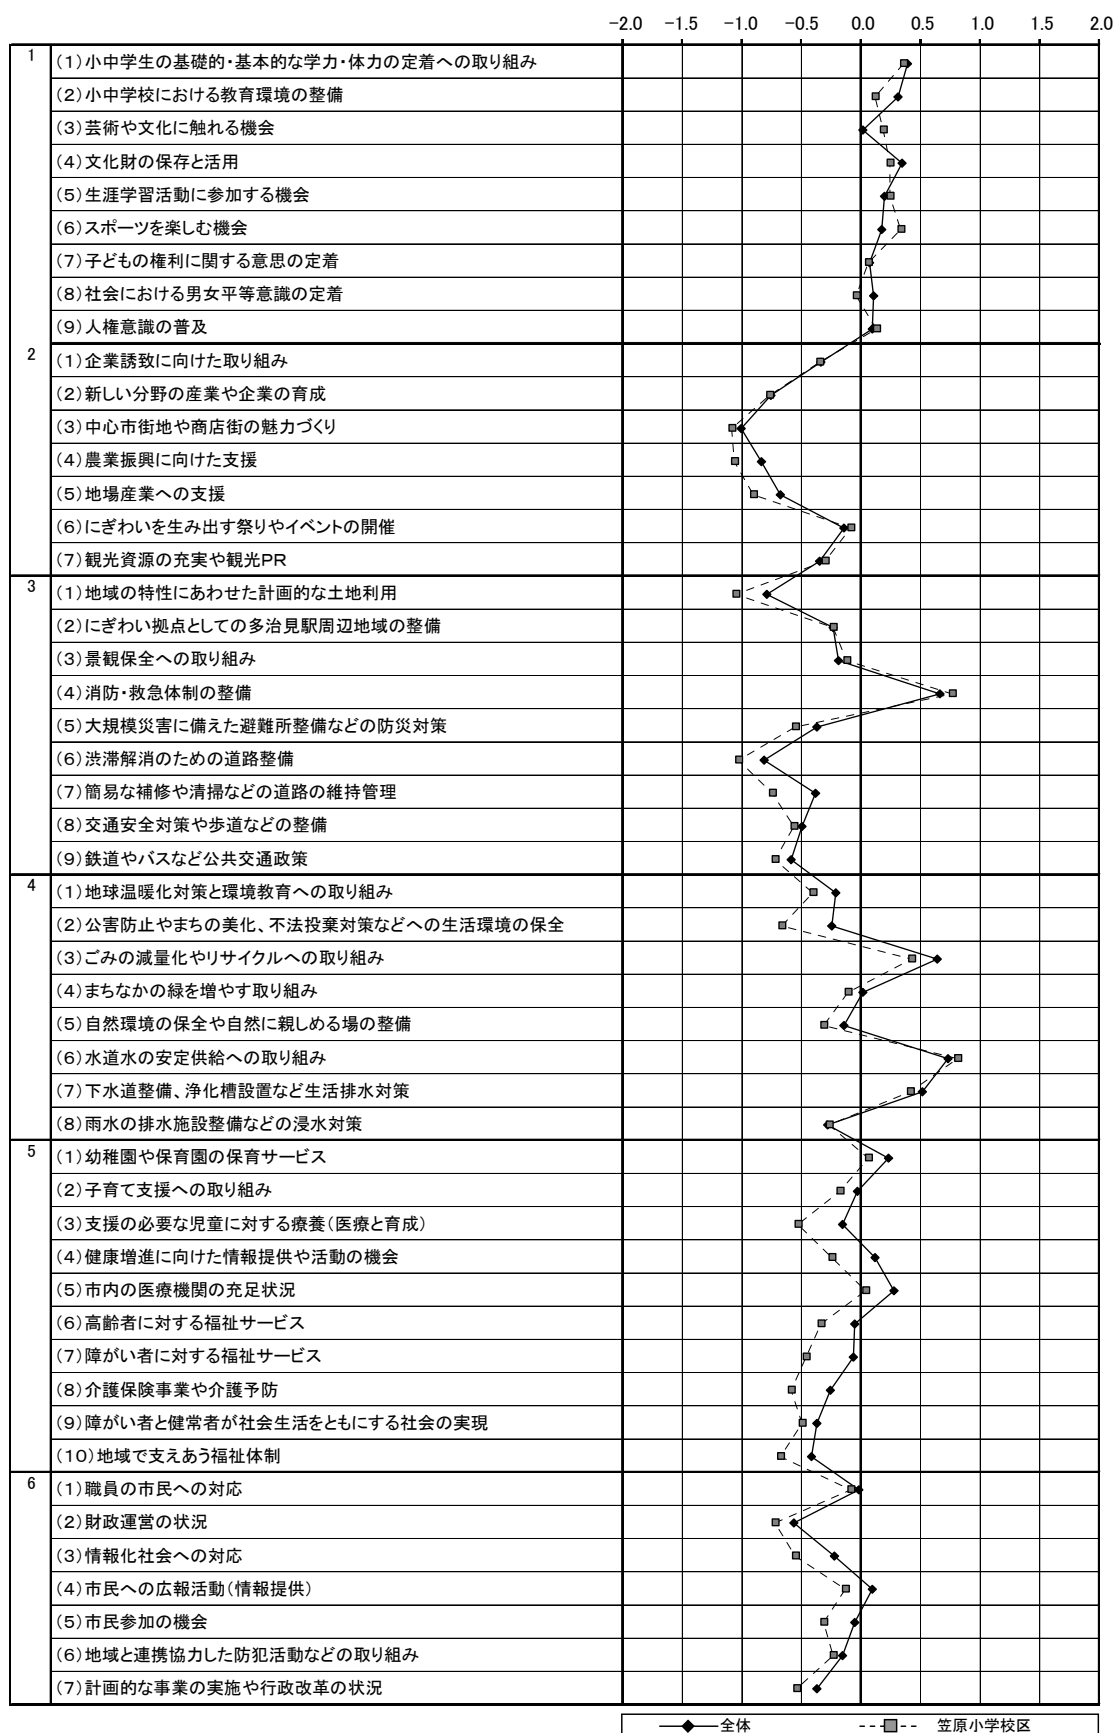 -2.0 -1.5 -1.0 -0.5 0.0 0.5 1.0 1.5 2.0
1 (1)小中学生の基礎的・基本的な学力・体力の定着への取り組み
(2)小中学校における教育環境の整備
(3)芸術や文化に触れる機会
(4)文化財の保存と活用
(5)生涯学習活動に参加する機会
(6)スポーツを楽しむ機会
(7)子どもの権利に関する意思の定着
(8)社会における男女平等意識の定着
(9)人権意識の普及
2 (1)企業誘致に向けた取り組み
(2)新しい分野の産業や企業の育成
(3)中心市街地や商店街の魅力づくり
(4)農業振興に向けた支援
(5)地場産業への支援
(6)にぎわいを生み出す祭りやイベントの開催
(7)観光資源の充実や観光PR
3 (1)地域の特性にあわせた計画的な土地利用
(2)にぎわい拠点としての多治見駅周辺地域の整備
(3)景観保全への取り組み
(4)消防・救急体制の整備
(5)大規模災害に備えた避難所整備などの防災対策
(6)渋滞解消のための道路整備
(7)簡易な補修や清掃などの道路の維持管理
(8)交通安全対策や歩道などの整備
(9)鉄道やバスなど公共交通政策
4 (1)地球温暖化対策と環境教育への取り組み
(2)公害防止やまちの美化、不法投棄対策などへの生活環境の保全
(3)ごみの減量化やリサイクルへの取り組み
(4)まちなかの緑を増やす取り組み
(5)自然環境の保全や自然に親しめる場の整備
(6)水道水の安定供給への取り組み
(7)下水道整備、浄化槽設置など生活排水対策
(8)雨水の排水施設整備などの浸水対策
5 (1)幼稚園や保育園の保育サービス
(2)子育て支援への取り組み
(3)支援の必要な児童に対する療養(医療と育成)
(4)健康増進に向けた情報提供や活動の機会
(5)市内の医療機関の充足状況
(6)高齢者に対する福祉サービス
(7)障がい者に対する福祉サービス
(8)介護保険事業や介護予防
(9)障がい者と健常者が社会生活をともにする社会の実現
(10)地域で支えあう福祉体制
6 (1)職員の市民への対応
(2)財政運営の状況
(3)情報化社会への対応
(4)市民への広報活動(情報提供)
(5)市民参加の機会
(6)地域と連携協力した防犯活動などの取り組み
(7)計画的な事業の実施や行政改革の状況
全体 笠原小学校区